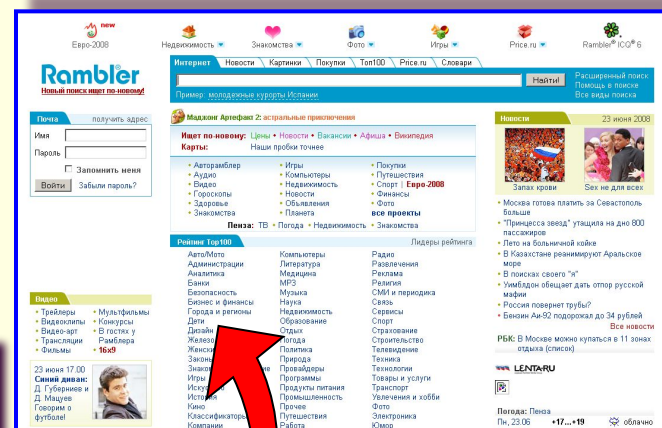 new
Евро-2008
Недвижимость
Знакомства
Фото
Игры
Price.ru
Rambler® ICQ® 6
Rambler
Новый поиск ищет по-новому!
Интернет Новости Картинки Покупки Топ100 Price.ru Словари
Найти!
Пример: молодежные курорты Испании
Расширенный поиск
Помощь в поиске
Все виды поиска
Почта получить адрес
Имя
Пароль
Запомнить меня
Войти Забыли пароль?
Маджонг Артефакт 2: астральные приключения
Ищет по-новому: Цены • Новости • Вакансии • Афиша • Википедия
Карты: Наши пробки точнее
• Авторамблер • Игры • Покупки
• Аудио • Компьютеры • Путешествия
• Видео • Недвижимость • Спорт | Евро-2008
• Гороскопы • Новости • Финансы
• Здоровье • Объявления • Фото
• Знакомства • Планета все проекты
Пенза: ТВ • Погода • Недвижимость • Знакомства
Рейтинг Top100 Лидеры рейтинга
Авто/Мото Компьютеры Радио
Администрации Литература Развлечения
Аналитика Медицина Реклама
Банки MP3 Религия
Безопасность Музыка СМИ и периодика
Бизнес и финансы Наука Связь
Города и регионы Недвижимость Сервисы
Дети Образование Спорт
Дизайн Отдых Страхование
Погода Строительство
Политика Телевидение
Природа Техника
Провайдеры Технологии
Игры Программы Товары и услуги
Продукты питания Транспорт
Промышленность Увлечения и хобби
Кино Прочее Фото
Классификаторы Путешествия Электроника
Компании Работа Юмор
Видео
• Трейлеры • Мультфильмы
• Видеоклипы • Конкурсы
• Видео-арт • В гостях у
• Трансляции Рамблера
• Фильмы • 16x9
23 июня 17.00
Синий диван:
Д. Губерниев и
Д. Мацуев
Говорим о
футболе!
Новости 23 июня 2008
Запах крови Sex не для всех
• Москва готова платить за Севастополь
больше
• "Принцесса звезд" утащила на дно 800
пассажиров
• Лето на больничной койке
• В Казахстане реанимируют Аральское
море
• В поисках своего "я"
• Уимблдон обещает дать отпор русской
мафии
• Россия повернет трубы?
• Бензин Аи-92 подорожал до 34 рублей
Все новости
РБК: В Москве можно купаться в 11 зонах
отдыха (список)
LENTA.RU
Погода: Пенза
Пн, 23.06 +17...+19 облачно